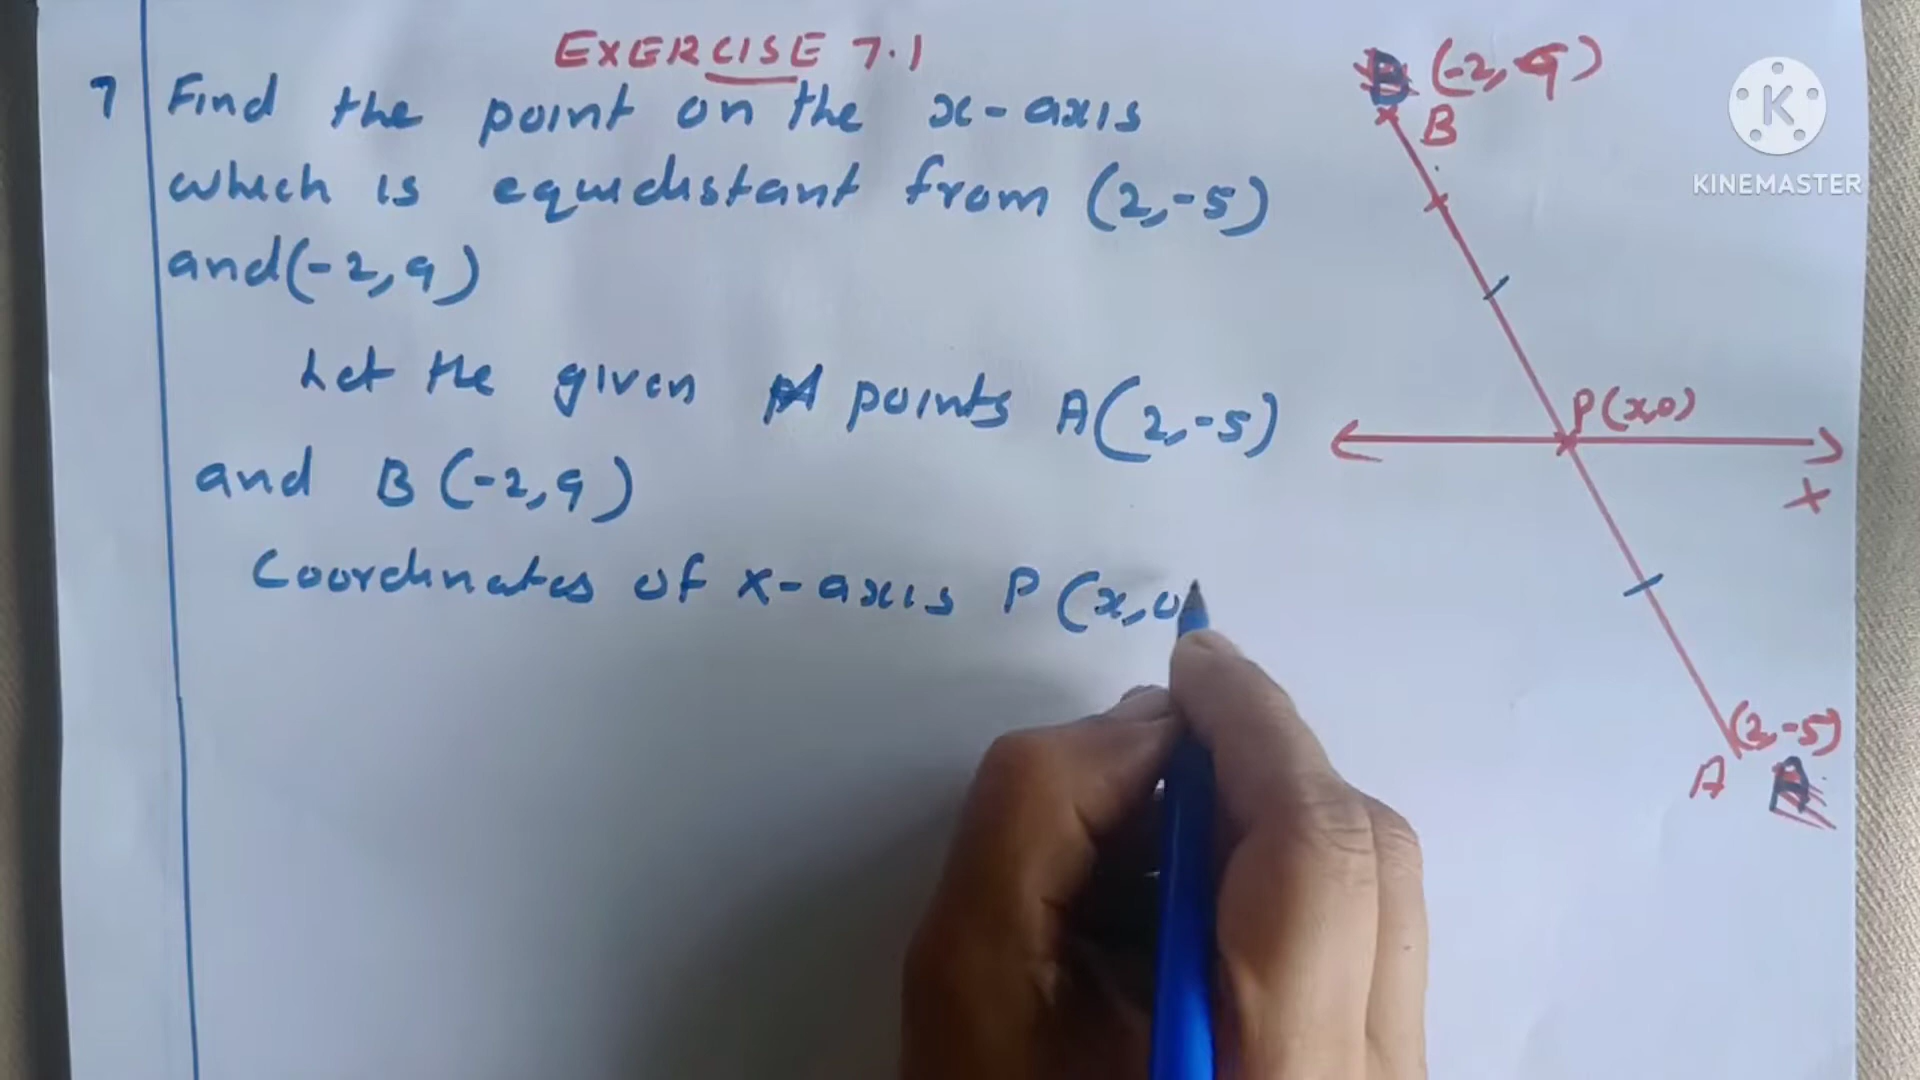 EXERCISE 7.1
7 Find the point on the x-axis
which is equidistant from (2,-5)
and (-2,9)
Let the given points A(2,-5)
and B(-2,9)
Coordinates of x-axis P(x,0
B (-2,9)
B
P(x,0)
X
(2,-5)
A A
K
KINEMASTER